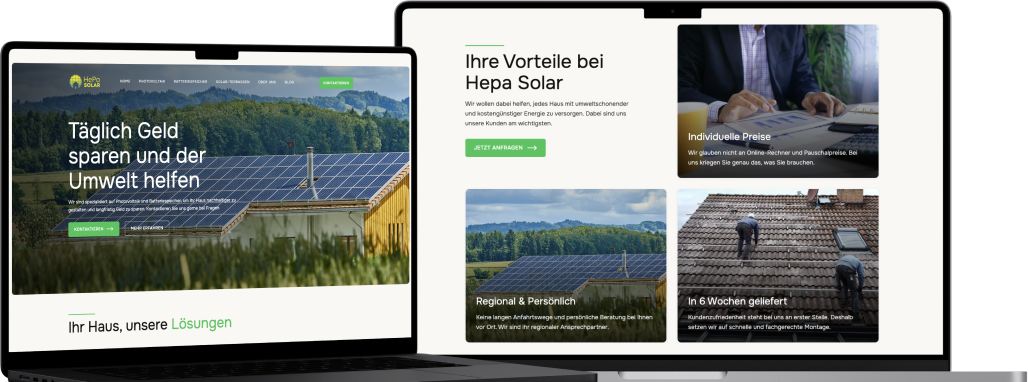 HePa
SOLAR
HOME PHOTOVOLTAIK BATTERIESPEICHER SOLAR-TERRASSEN ÜBER UNS BLOG
KONTAKTIEREN
Täglich Geld
sparen und der
Umwelt helfen
Wir sind spezialisiert auf Photovoltaik und Batteriespeicher, um Ihr Haus nachhaltiger zu
gestalten und langfristig Geld zu sparen. Kontaktieren Sie uns gerne bei Fragen.
KONTAKTIEREN →
MEHR ERFAHREN
Ihr Haus, unsere Lösungen
Ihre Vorteile bei
Hepa Solar
Wir wollen dabei helfen, jedes Haus mit umweltschonender
und kostengünstiger Energie zu versorgen. Dabei sind uns
unsere Kunden am wichtigsten.
JETZT ANFRAGEN →
Individuelle Preise
Wir glauben nicht an Online-Rechner und Pauschalpreise. Bei
uns kriegen Sie genau das, was Sie brauchen.
Regional & Persönlich
Keine langen Anfahrtswege und persönliche Beratung bei Ihnen
vor Ort. Wir sind Ihr regionaler Ansprechpartner.
In 6 Wochen geliefert
Kundenzufriedenheit steht bei uns an erster Stelle. Deshalb
setzen wir auf schnelle und fachgerechte Montage.